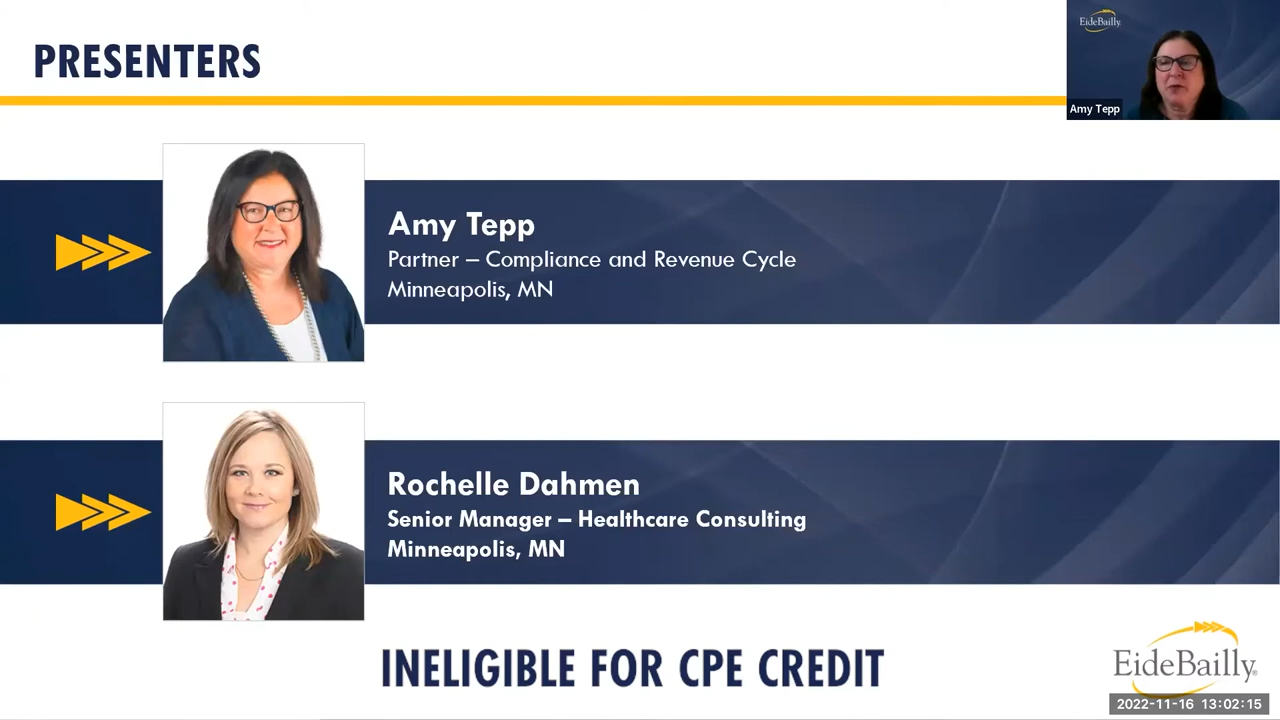 PRESENTERS
EideBailly
Amy Tepp
Amy Tepp
Partner – Compliance and Revenue Cycle
Minneapolis, MN
Rochelle Dahmen
Senior Manager – Healthcare Consulting
Minneapolis, MN
INELIGIBLE FOR CPE CREDIT
EideBailly®
2022-11-16 13:02:15